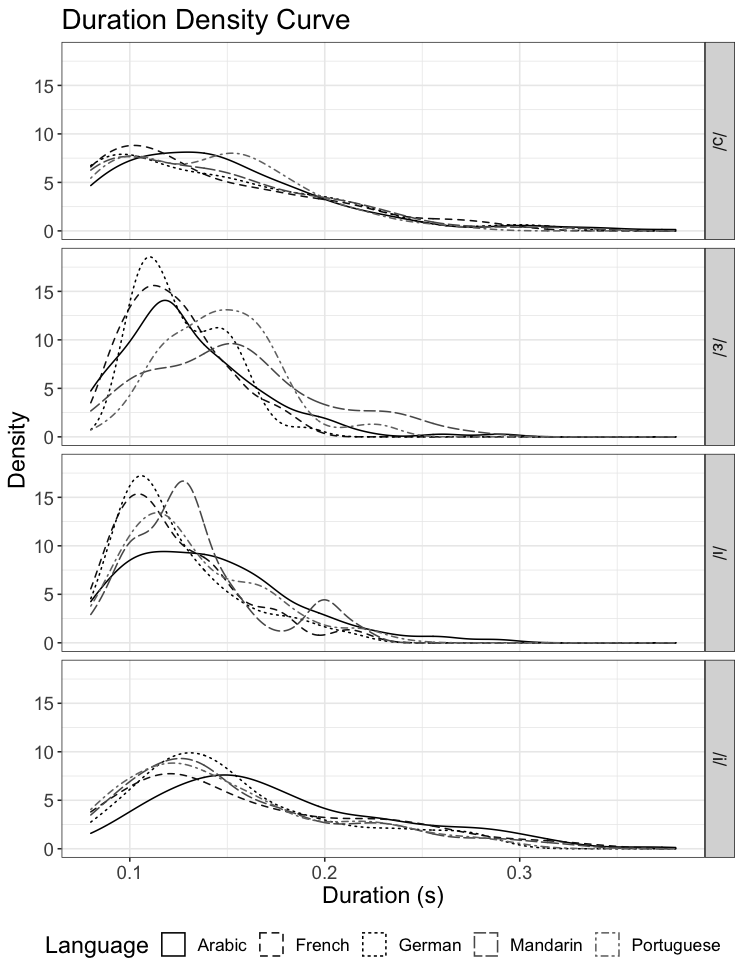 Duration Density Curve
15
10
5
0
/ɔ/
15
10
5
0
/ɛ/
Density
15
10
5
0
/ɪ/
15
10
5
0
/i/
0.1 0.2 0.3
Duration (s)
Language Arabic French German Mandarin Portuguese